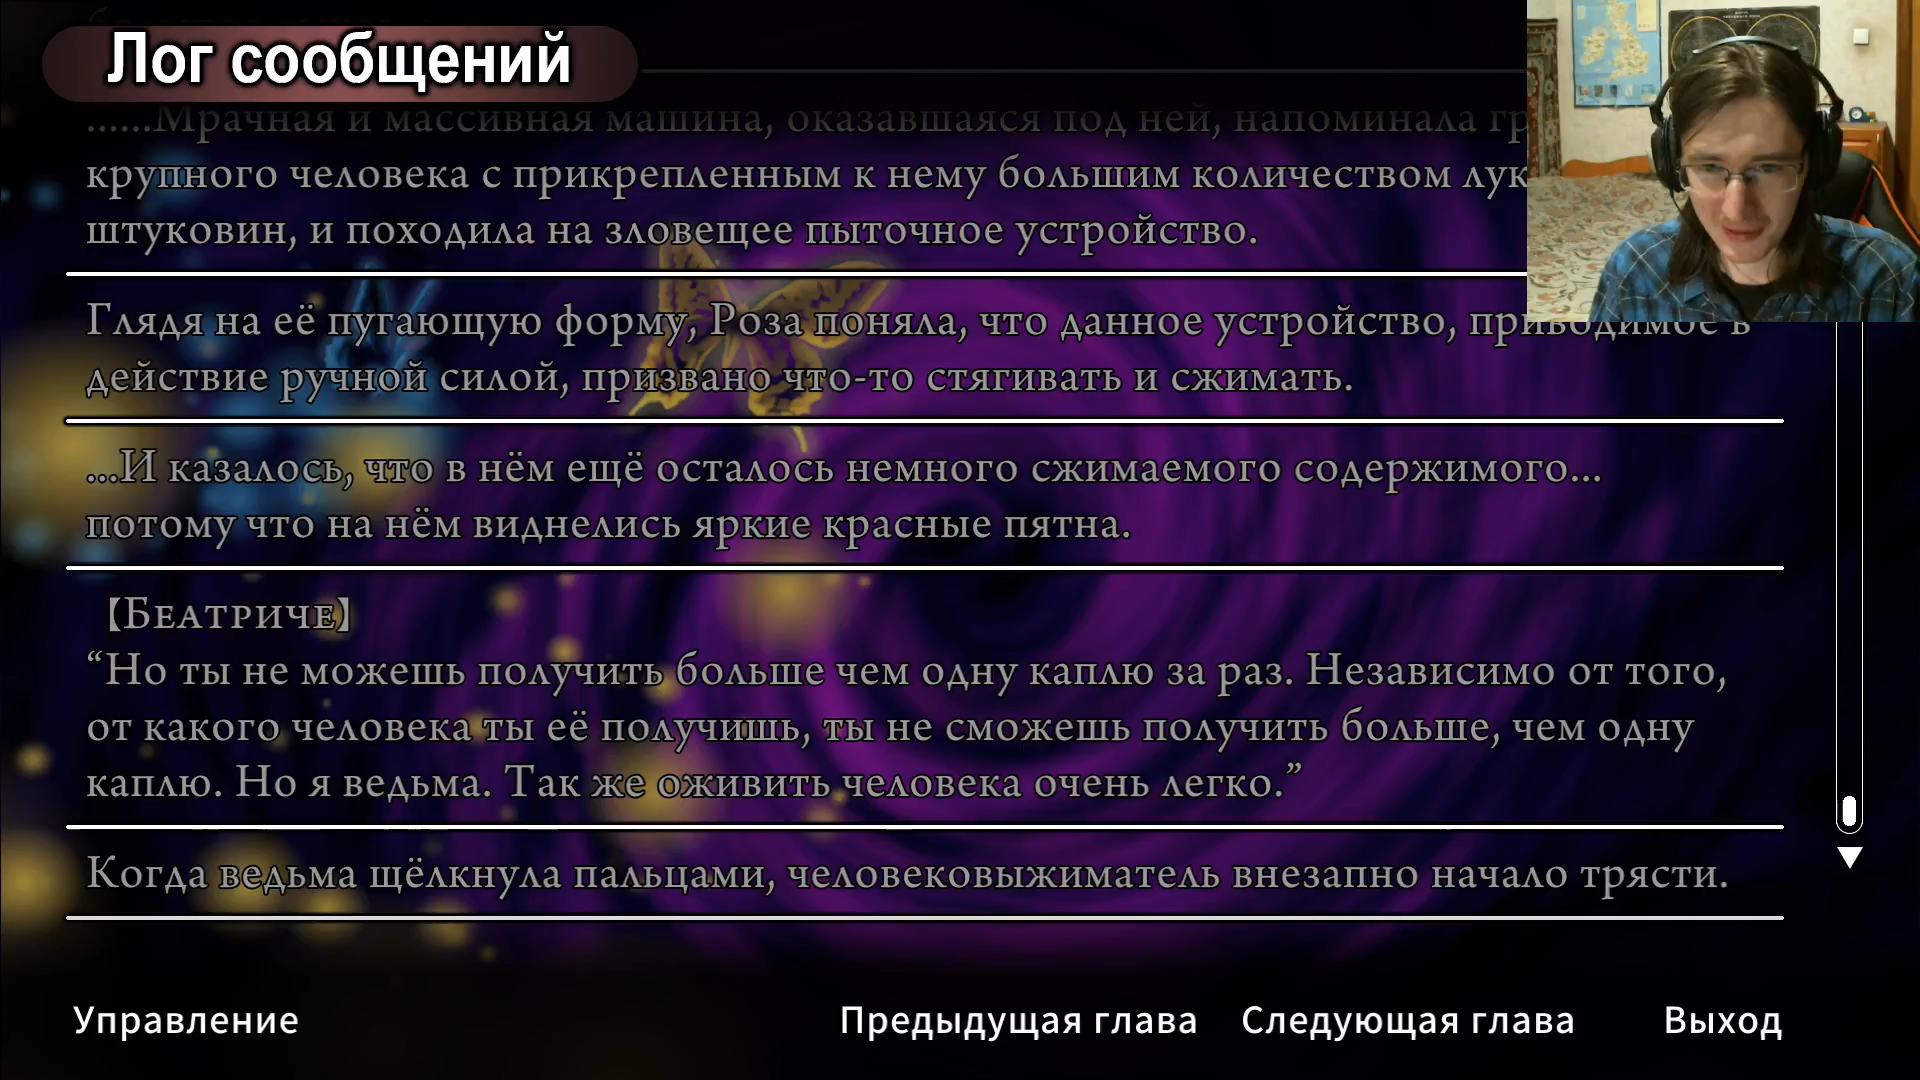 Лог сообщений
......Мрачная и массивная машина, оказавшаяся под ней, напоминала
крупного человека с прикрепленным к нему большим количеством
штуковин, и походила на зловещее пыточное устройство.
Глядя на её пугающую форму, Роза поняла, что данное устройство, приводимое в
действие ручной силой, призвано что-то стягивать и сжимать.
...И казалось, что в нём ещё осталось немного сжимаемого содержимого...
потому что на нём виднелись яркие красные пятна.
【Беатриче】
“Но ты не можешь получить больше чем одну каплю за раз. Независимо от того,
от какого человека ты её получишь, ты не сможешь получить больше, чем одну
каплю. Но я ведьма. Так же оживить человека очень легко.”
Когда ведьма щёлкнула пальцами, человековыжиматель внезапно начало трясти.
Управление
Предыдущая глава
Следующая глава
Выход